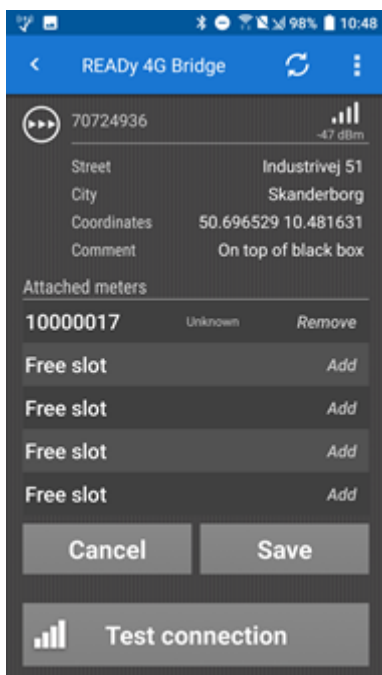 98% 10:48
READy 4G Bridge
70724936
-47 dBm
Street Industrivej 51
City Skanderborg
Coordinates 50.696529 10.481631
Comment On top of black box
Attached meters
10000017 Unknown Remove
Free slot Add
Free slot Add
Free slot Add
Free slot Add
Cancel Save
Test connection